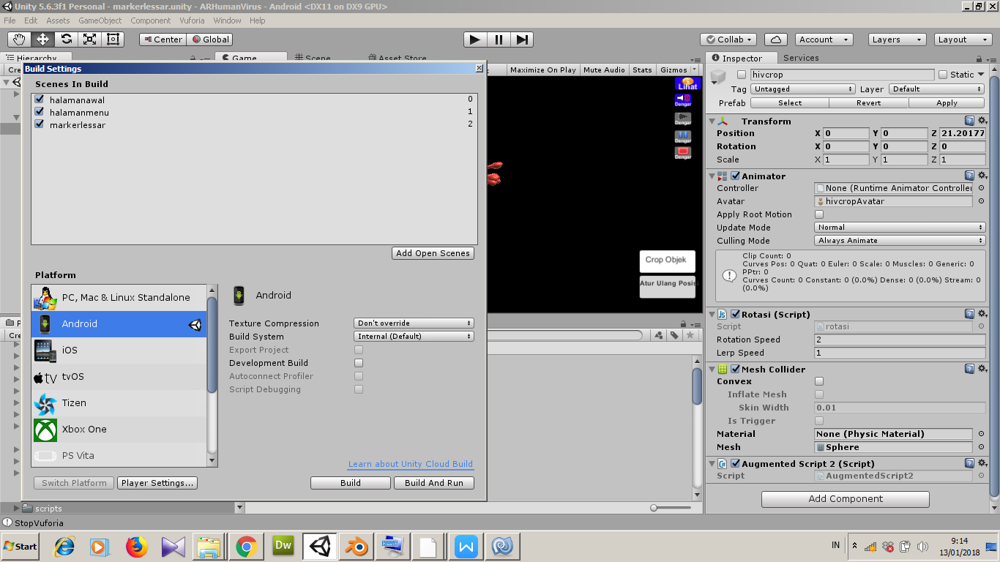 Unity 5.6.3f1 Personal - markerlessar.unity - ARHumanVirus - Android <DX11 on DX9 GPU>
File Edit Assets GameObject Component Vuforia Window Help
Center Global Collab Account Layers Layout
Hierarchy Game Scene Asset Store Inspector Services
Build Settings
Maximize On Play Mute Audio Stats Gizmos
Scenes In Build
halamanawal 0
halamanmenu 1
markerlessar 2
Add Open Scenes
Platform
PC, Mac & Linux Standalone
Android
iOS
tvOS
Tizen
Xbox One
PS Vita
Android
Texture Compression Don't override
Build System Internal (Default)
Export Project
Development Build
Autoconnect Profiler
Script Debugging
Learn about Unity Cloud Build
Switch Platform Player Settings... Build Build And Run
Lihat
Dengar
Dengar
Dengar
Dengar
Crop Objek
Atur Ulang Posis
hivcrop Static
Tag Untagged Layer Default
Prefab Select Revert Apply
Transform
Position X 0 Y 0 Z 21.20177
Rotation X 0 Y 0 Z 0
Scale X 1 Y 1 Z 1
Animator
Controller None (Runtime Animator Controller
Avatar hivcropAvatar
Apply Root Motion
Update Mode Normal
Culling Mode Always Animate
Clip Count: 0
Curves Pos: 0 Quat: 0 Euler: 0 Scale: 0 Muscles: 0 Generic: 0
PPtr: 0
Curves Count: 0 Constant: 0 (0.0%) Dense: 0 (0.0%) Stream: 0
(0.0%)
Rotasi (Script)
Script rotasi
Rotation Speed 2
Lerp Speed 1
Mesh Collider
Convex
Inflate Mesh
Skin Width 0.01
Is Trigger
Material None (Physic Material)
Mesh Sphere
Augmented Script 2 (Script)
Script AugmentedScript2
Add Component
scripts
StopVuforia
Start Dw IN 9:14
13/01/2018